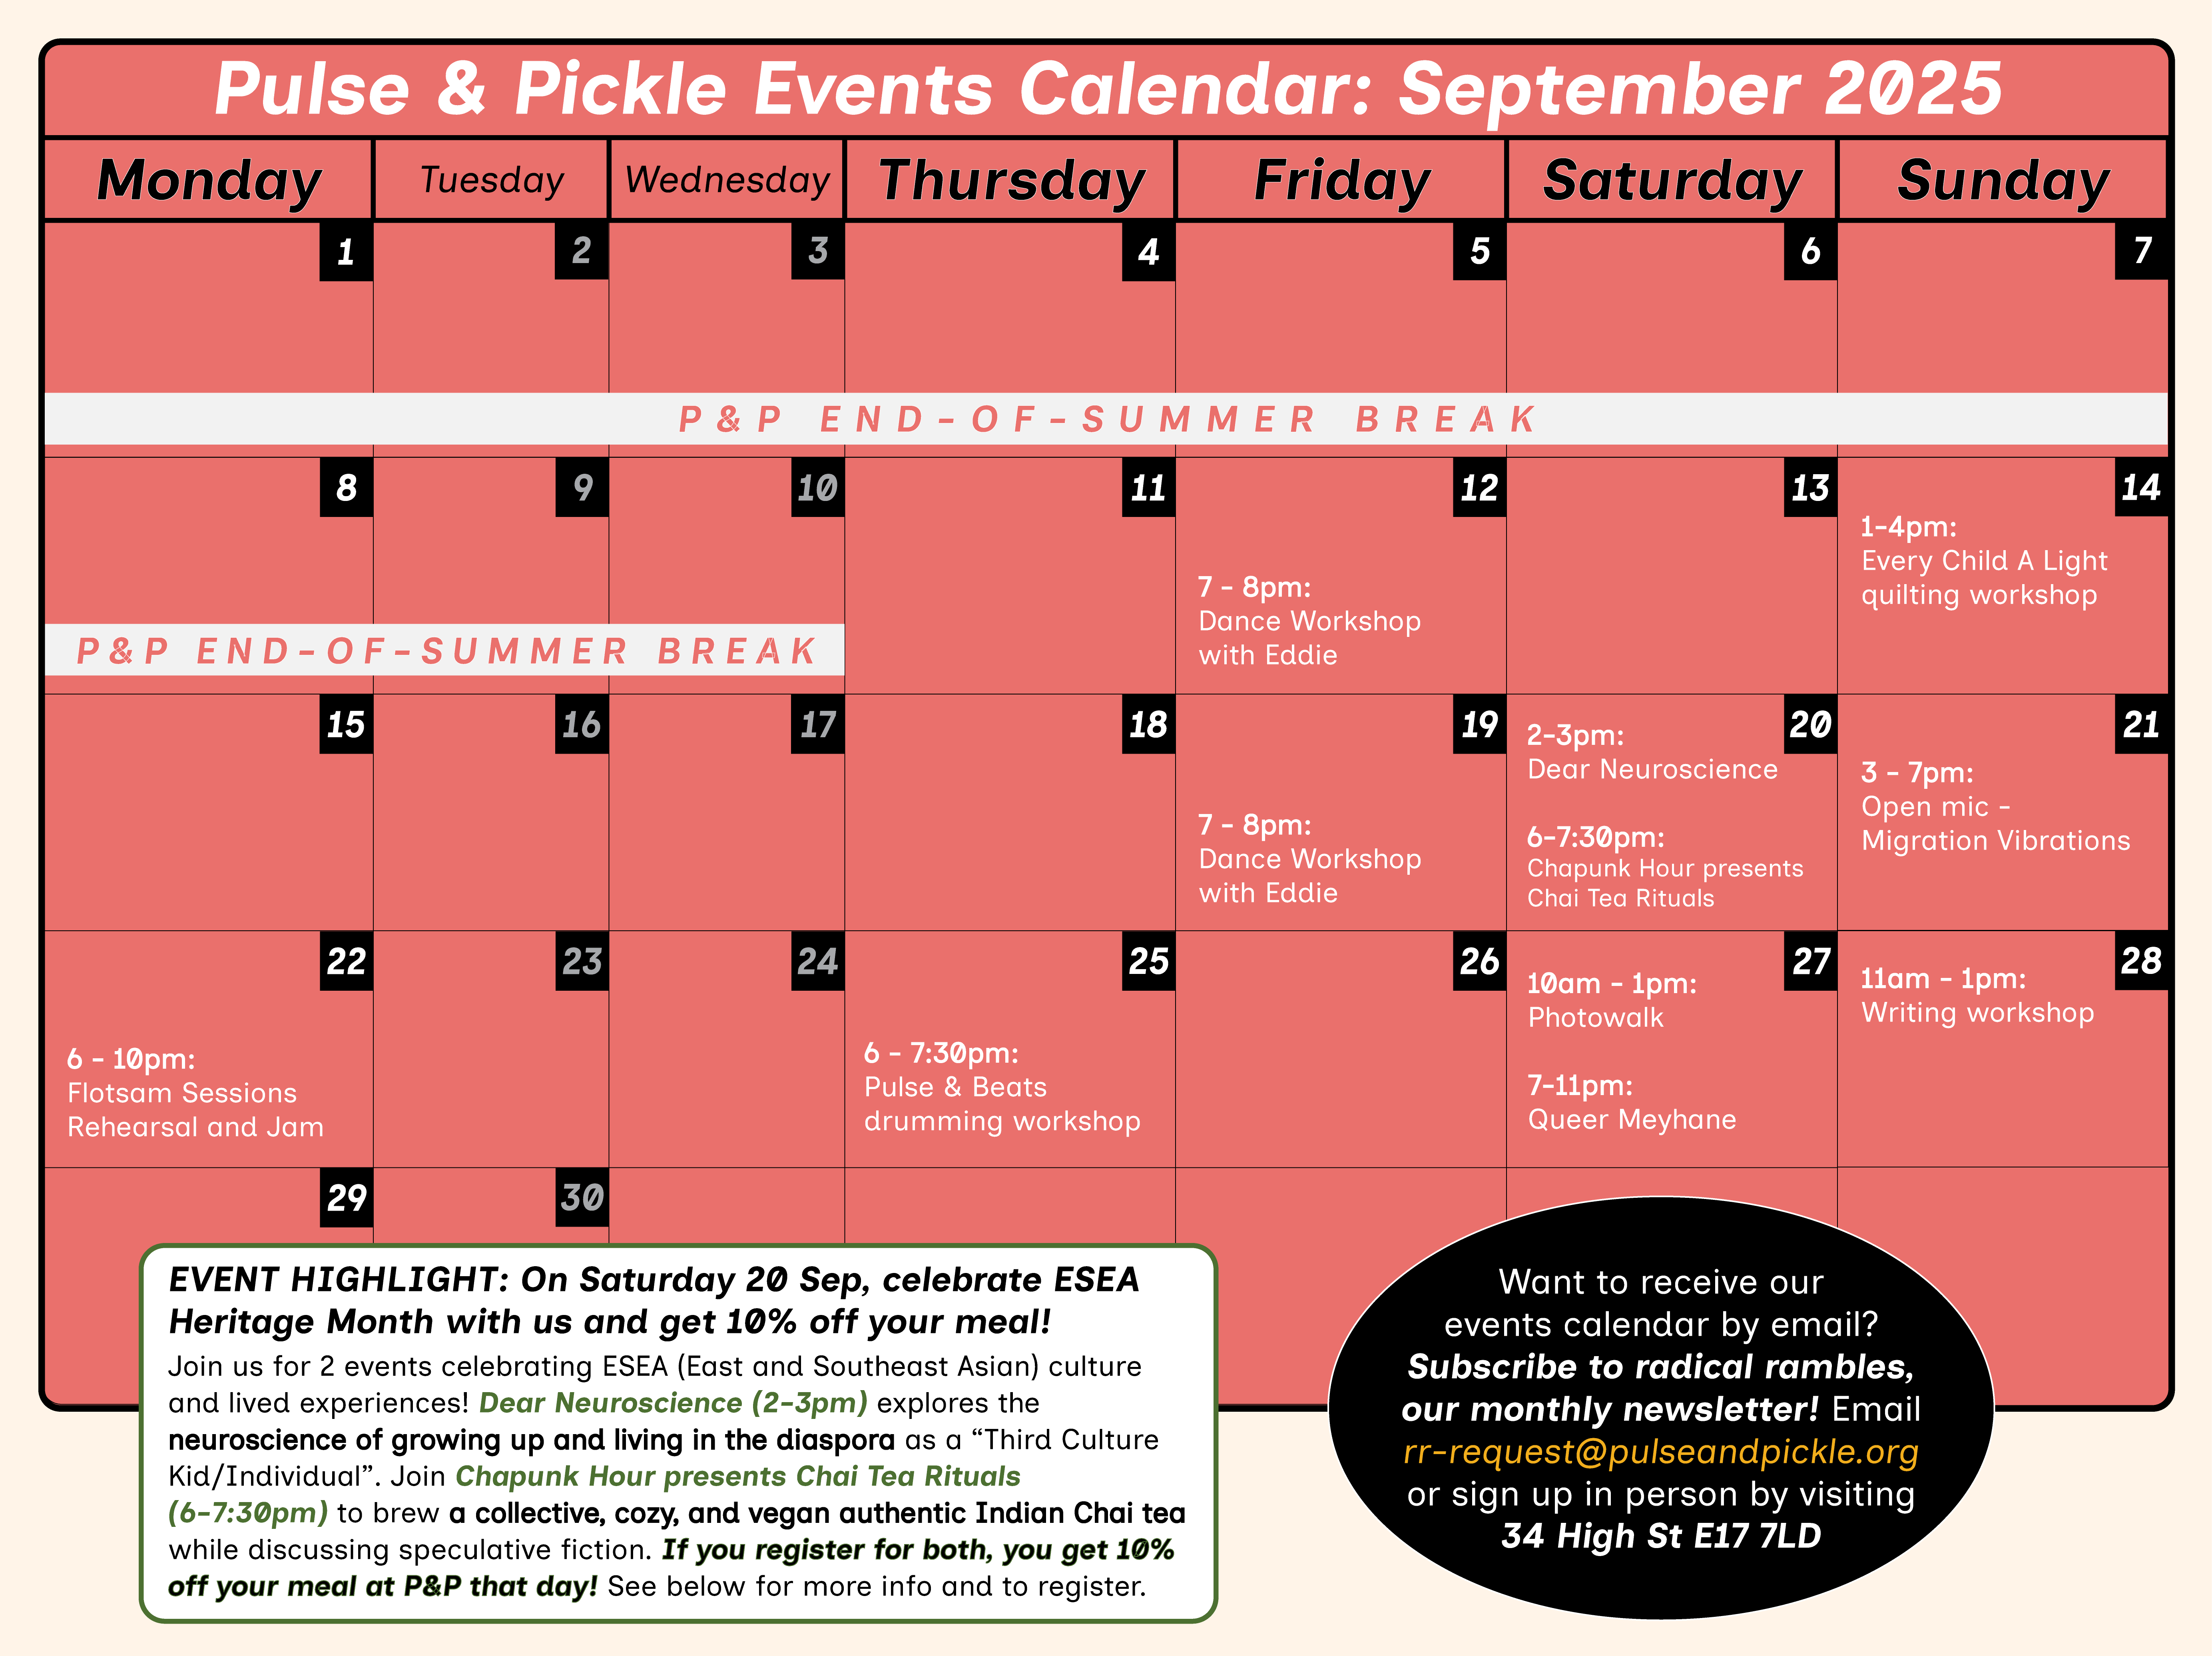 Pulse & Pickle Events Calendar: September 2025
Monday Tuesday Wednesday Thursday Friday Saturday Sunday
1 2 3 4 5 6 7
P&P END-OF-SUMMER BREAK
8 9 10 11 12 13 14
P&P END-OF-SUMMER BREAK
7 - 8pm:
Dance Workshop
with Eddie
1-4pm:
Every Child A Light
quilting workshop
15 16 17 18 19 20 21
7 - 8pm:
Dance Workshop
with Eddie
2-3pm:
Dear Neuroscience
6-7:30pm:
Chapunk Hour presents
Chai Tea Rituals
3 - 7pm:
Open mic -
Migration Vibrations
22 23 24 25 26 27 28
6 - 10pm:
Flotsam Sessions
Rehearsal and Jam
6 - 7:30pm:
Pulse & Beats
drumming workshop
10am - 1pm:
Photowalk
7-11pm:
Queer Meyhane
11am - 1pm:
Writing workshop
29 30
EVENT HIGHLIGHT: On Saturday 20 Sep, celebrate ESEA
Heritage Month with us and get 10% off your meal!
Join us for 2 events celebrating ESEA (East and Southeast Asian) culture
and lived experiences! Dear Neuroscience (2-3pm) explores the
neuroscience of growing up and living in the diaspora as a “Third Culture
Kid/Individual”. Join Chapunk Hour presents Chai Tea Rituals
(6-7:30pm) to brew a collective, cozy, and vegan authentic Indian Chai tea
while discussing speculative fiction. If you register for both, you get 10%
off your meal at P&P that day! See below for more info and to register.
Want to receive our
events calendar by email?
Subscribe to radical rambles,
our monthly newsletter! Email
rr-request@pulseandpickle.org
or sign up in person by visiting
34 High St E17 7LD